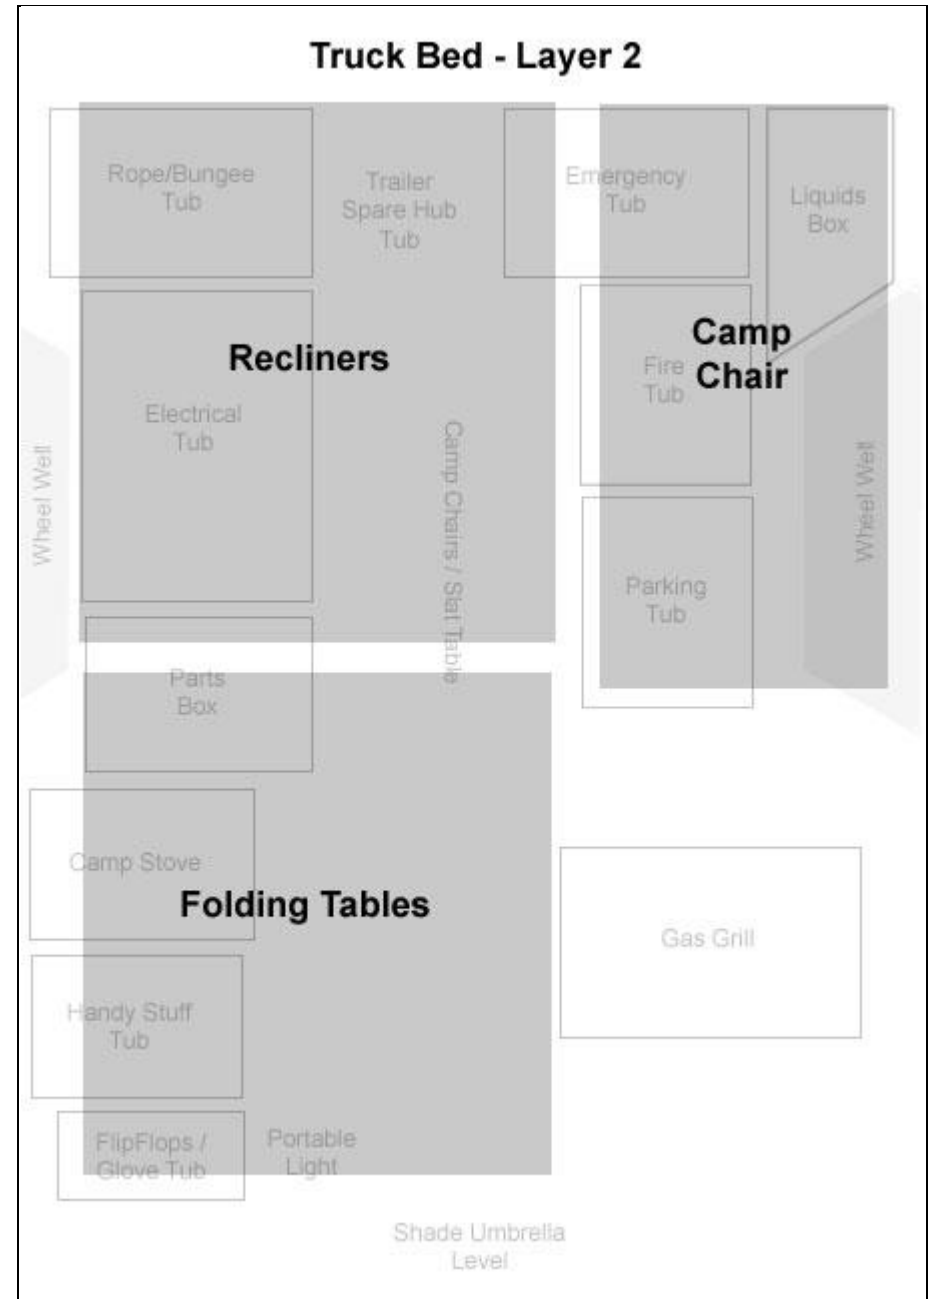 Truck Bed - Layer 2
Rope/Bungee
Tub
Trailer
Spare Hub
Tub
Emergency
Tub
Liquids
Box
Recliners
Camp
Chair
Fire
Tub
Electrical
Tub
Wheel Well
Camp Chairs / Slat Table
Wheel Well
Parking
Tub
Parts
Box
Camp Stove
Folding Tables
Gas Grill
Handy Stuff
Tub
FlipFlops /
Glove Tub
Portable
Light
Shade Umbrella
Level